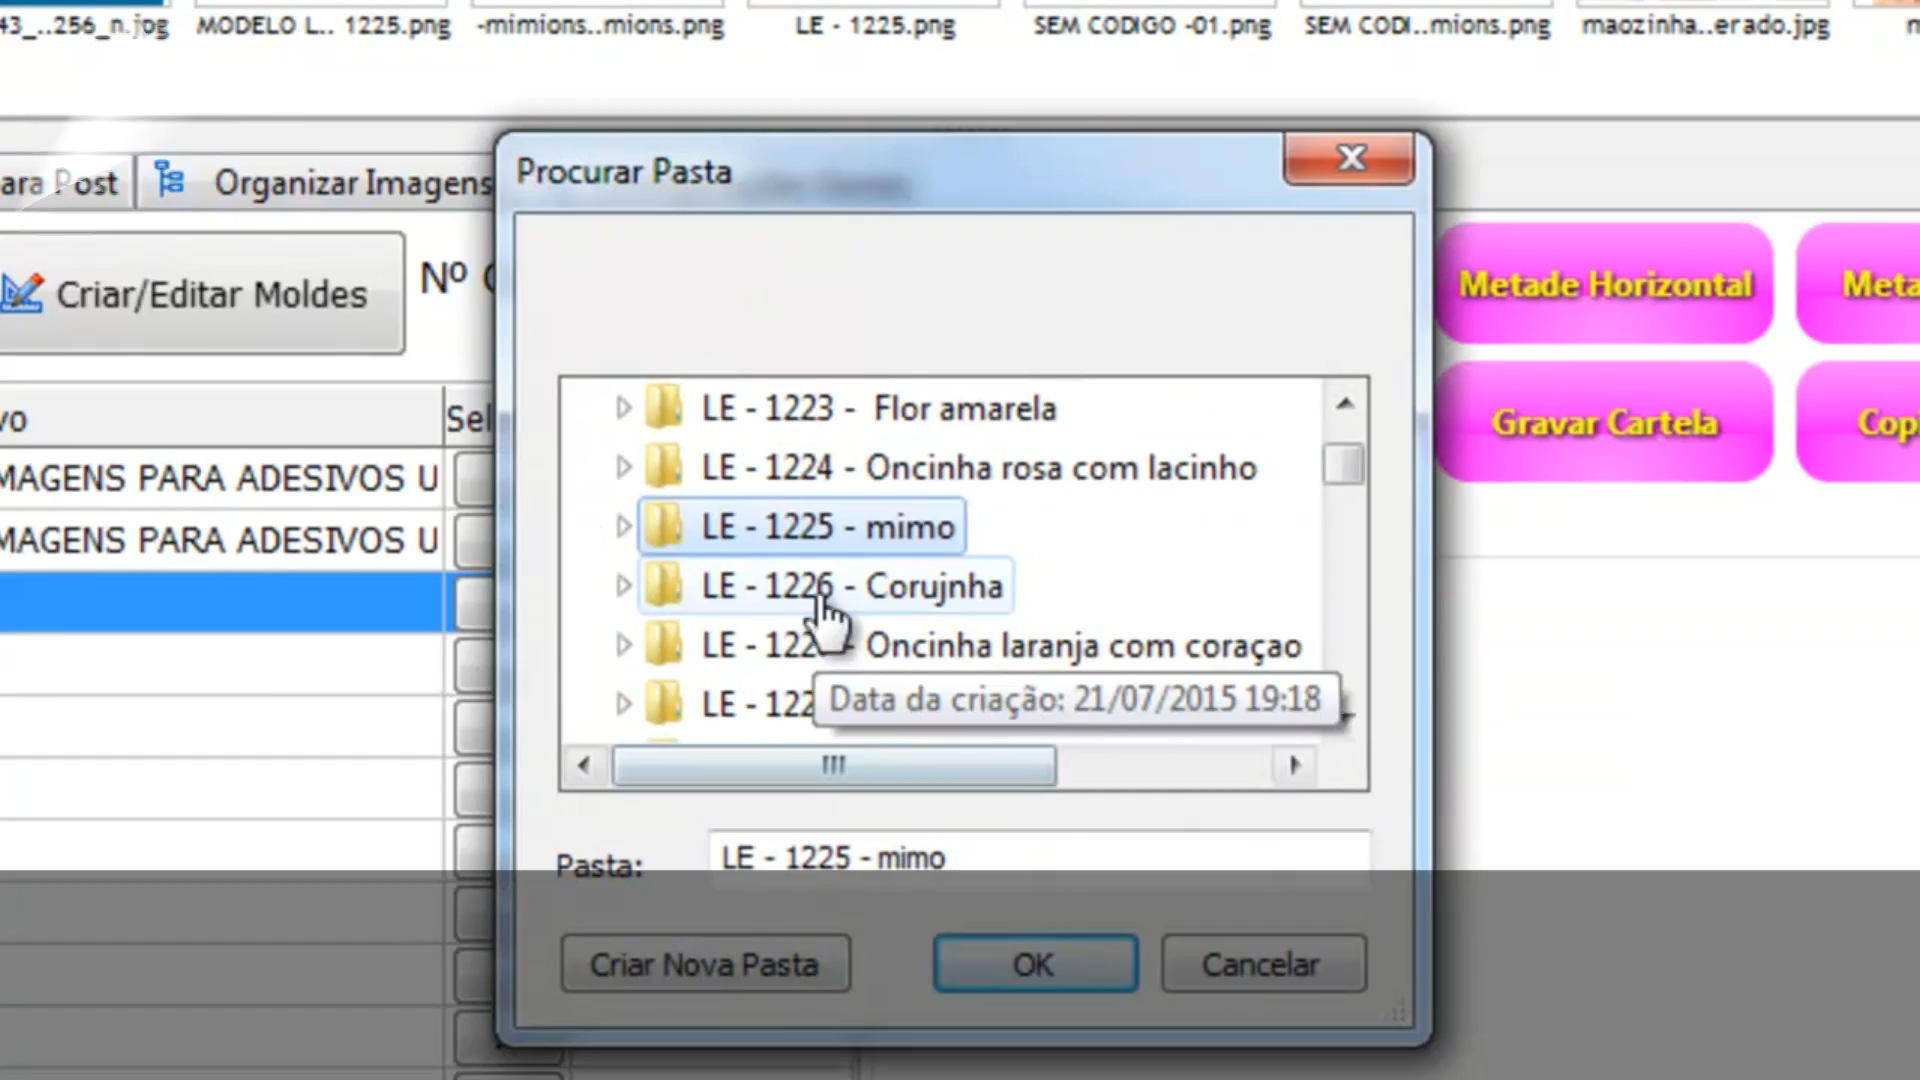 43_..256_n.jpg MODELO L.. 1225.png -mimions..mions.png LE - 1225.png SEM CODIGO -01.png SEM CODI..mions.png maozinha..erado.jpg
ara Post Organizar Imagens
Procurar Pasta
Criar/Editar Moldes Nº
Metade Horizontal Meta
Gravar Cartela Cop
vo Sel
MAGENS PARA ADESIVOS U
MAGENS PARA ADESIVOS U
LE - 1223 - Flor amarela
LE - 1224 - Oncinha rosa com lacinho
LE - 1225 - mimo
LE - 1226 - Corujnha
LE - 122 - Oncinha laranja com coraçao
LE - 122
Data da criação: 21/07/2015 19:18
Pasta: LE - 1225 - mimo
Criar Nova Pasta OK Cancelar